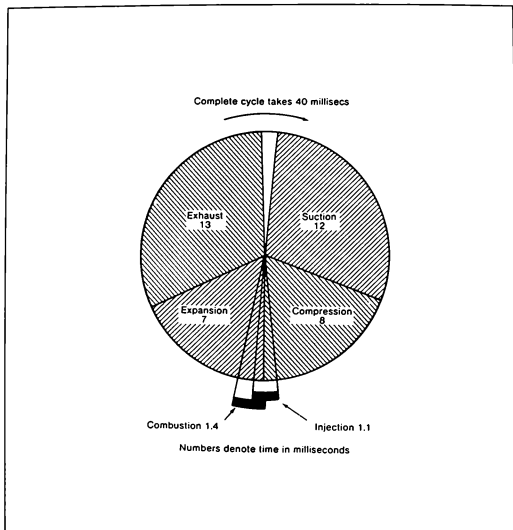 Complete cycle takes 40 millisecs
Exhaust
13
Suction
12
Expansion
7
Compression
8
Combustion 1.4
Injection 1.1
Numbers denote time in milliseconds